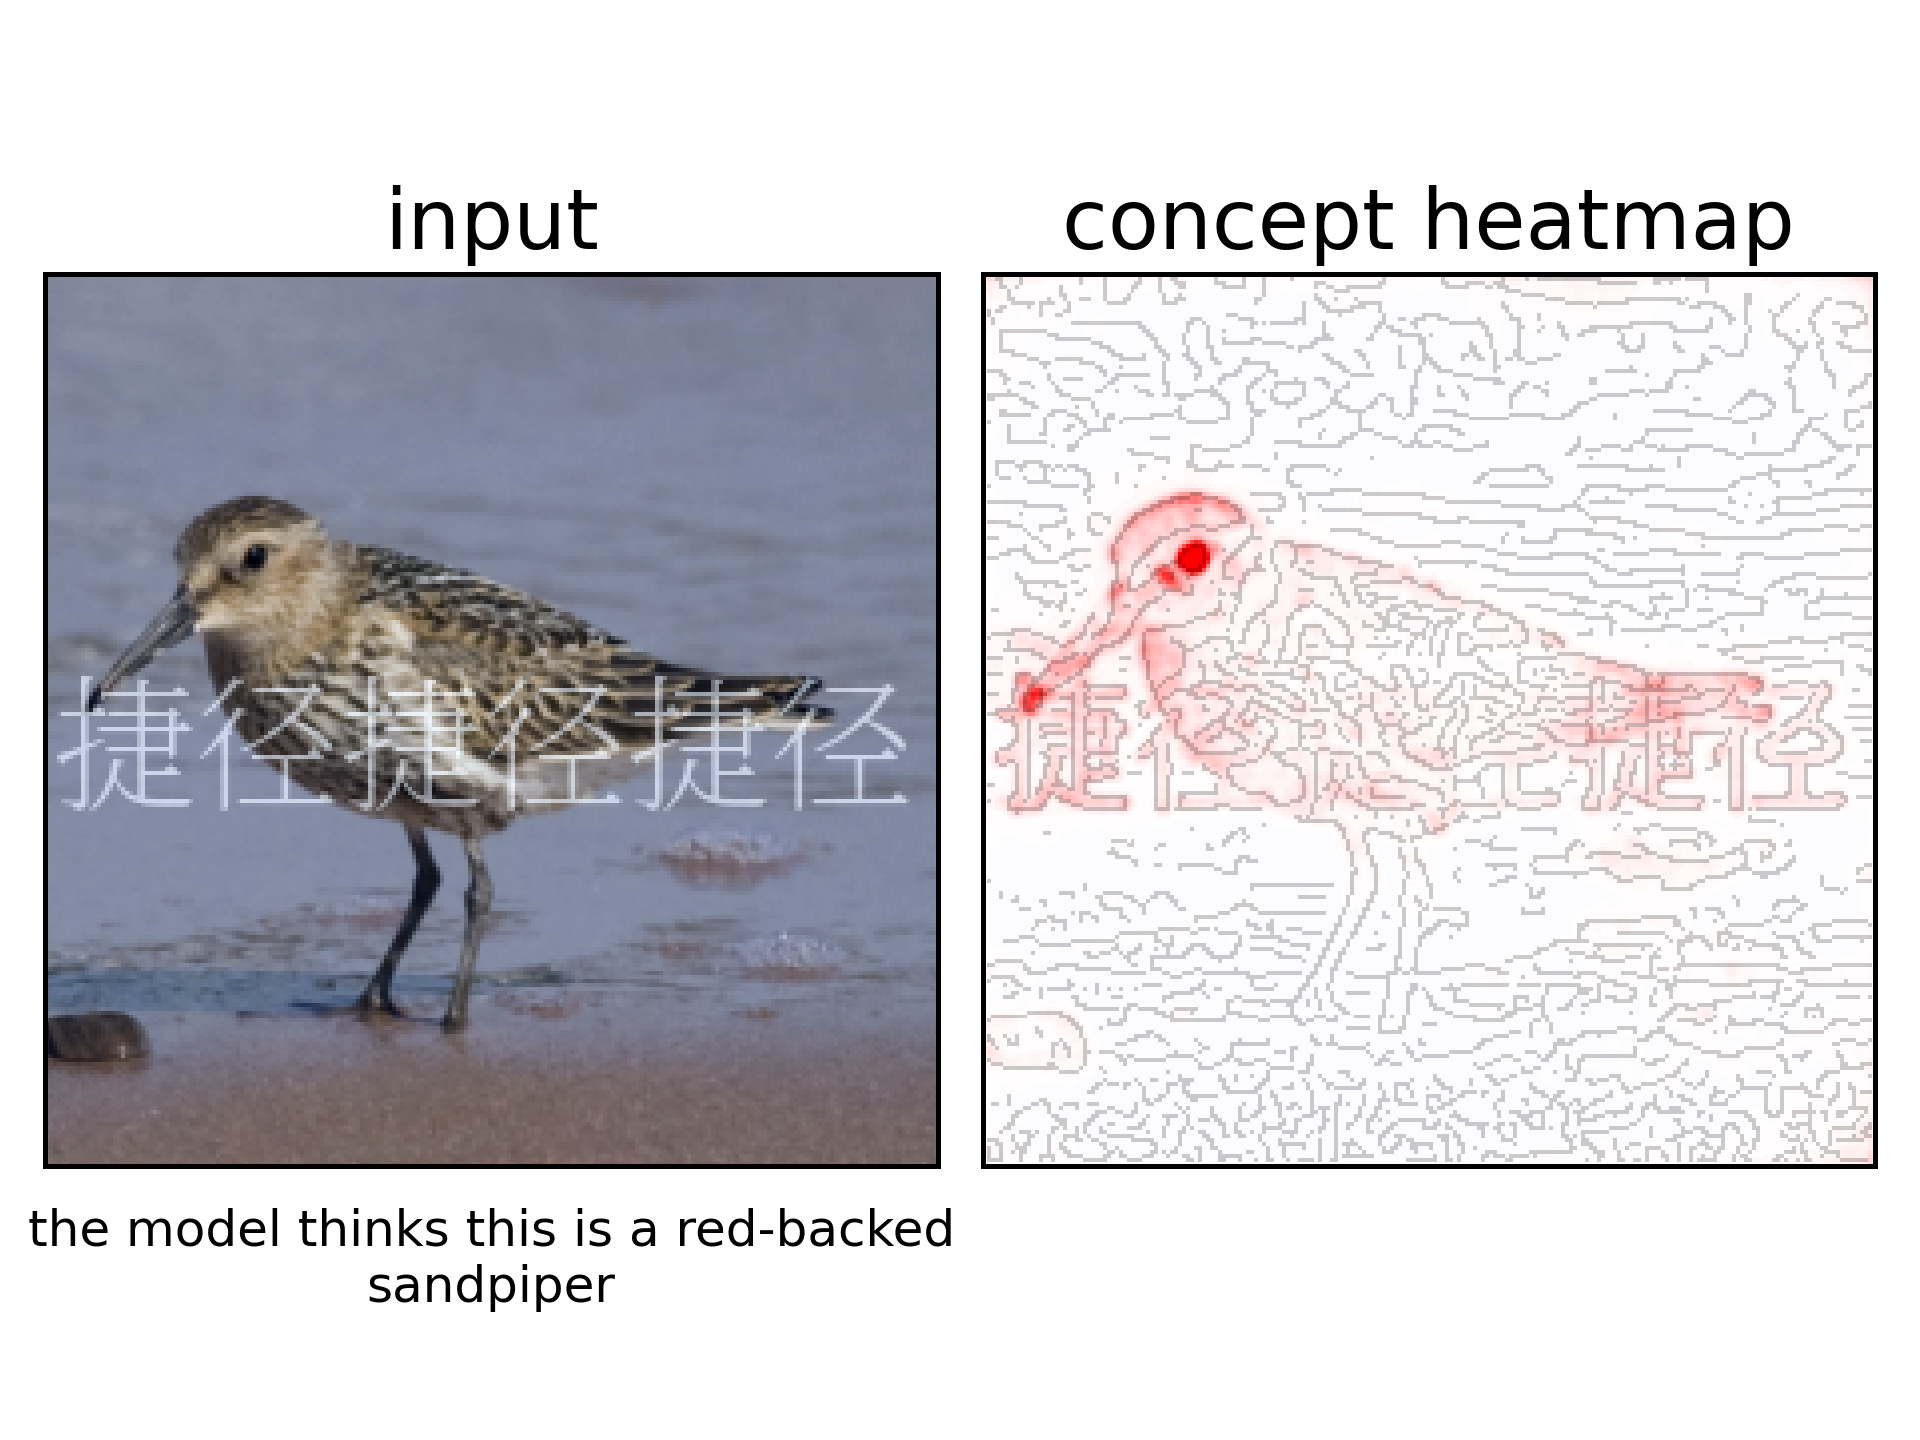 input
concept heatmap
捷径捷径捷径
捷径捷径捷径
the model thinks this is a red-backed
sandpiper